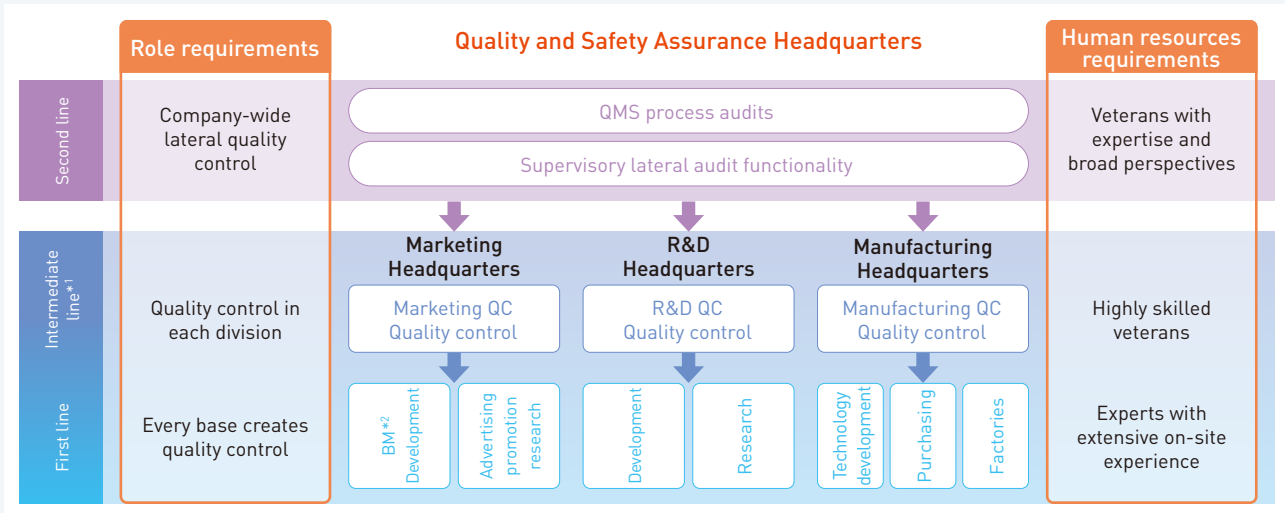 Role requirements
Quality and Safety Assurance Headquarters
Human resources
requirements
Second line
Company-wide
lateral quality
control
QMS process audits
Supervisory lateral audit functionality
Veterans with
expertise and
broad perspectives
Intermediate
line*1
Quality control in
each division
Marketing
Headquarters
Marketing QC
Quality control
R&D
Headquarters
R&D QC
Quality control
Manufacturing
Headquarters
Manufacturing QC
Quality control
Highly skilled
veterans
First line
Every base creates
quality control
BM*2
Development
Advertising
promotion
research
Development
Research
Technology
development
Purchasing
Factories
Experts with
extensive on-site
experience